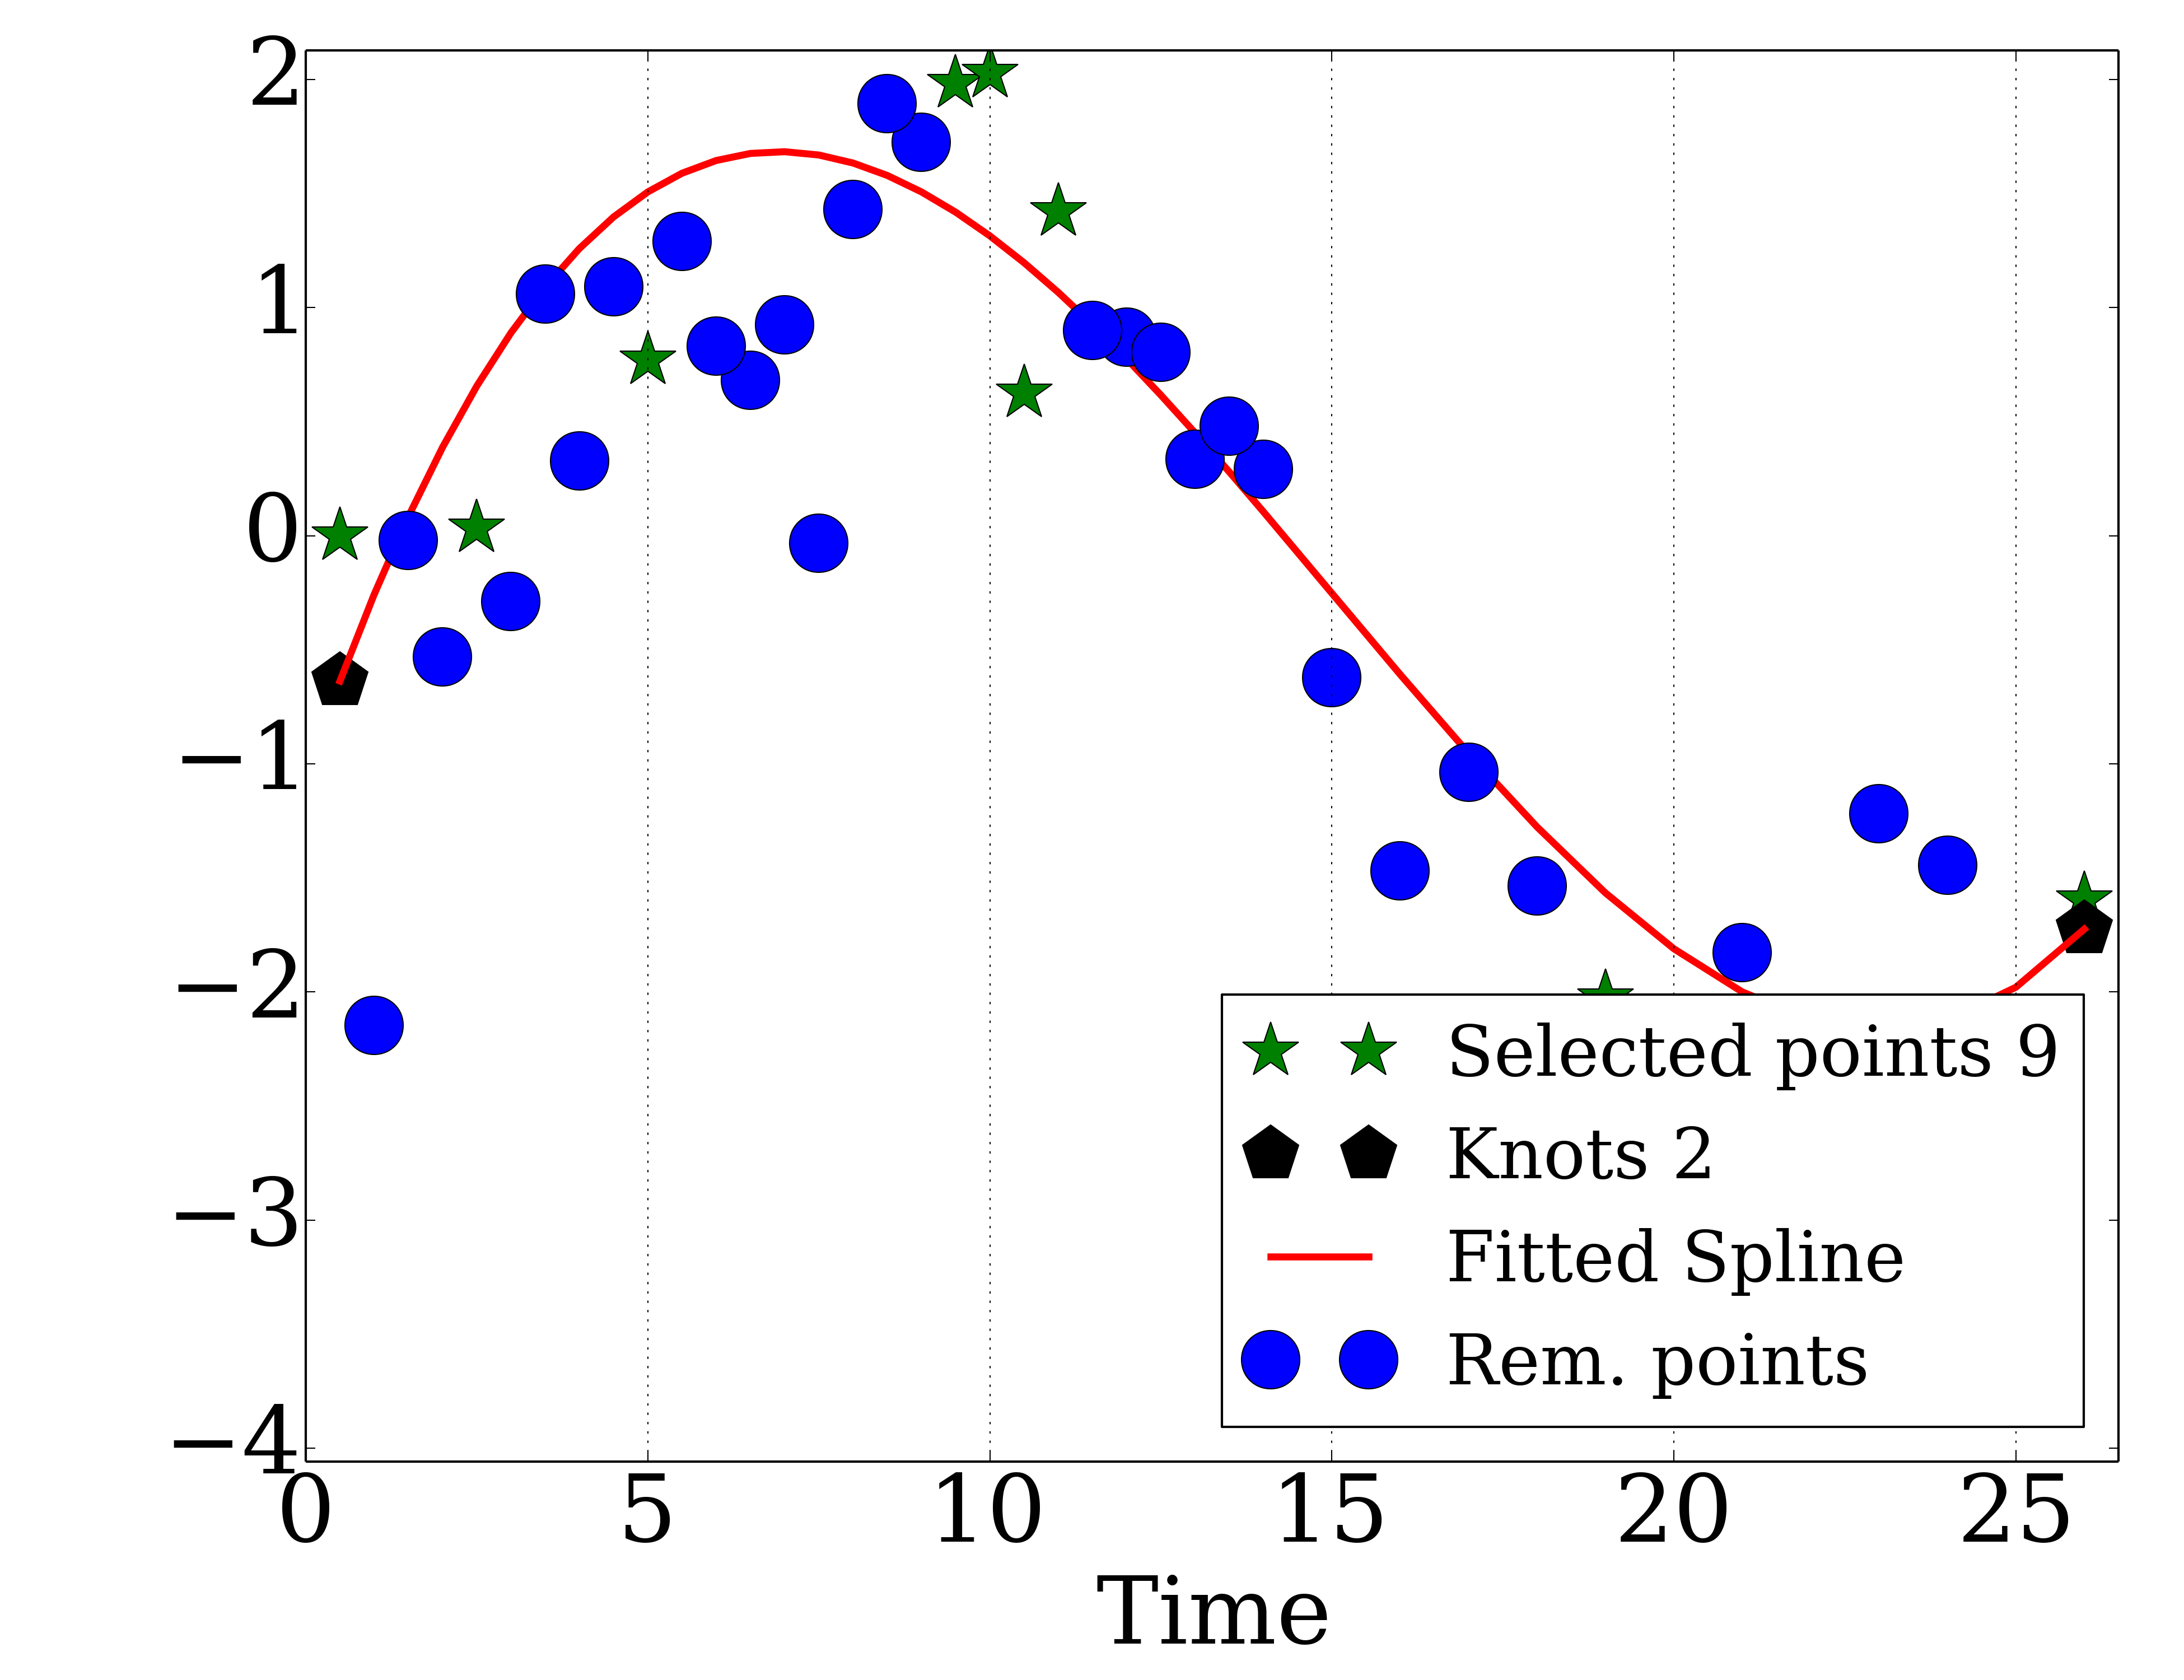 2
1
0
−1
−2
−3
−4
0 5 10 15 20 25
Time
Selected points 9
Knots 2
Fitted Spline
Rem. points